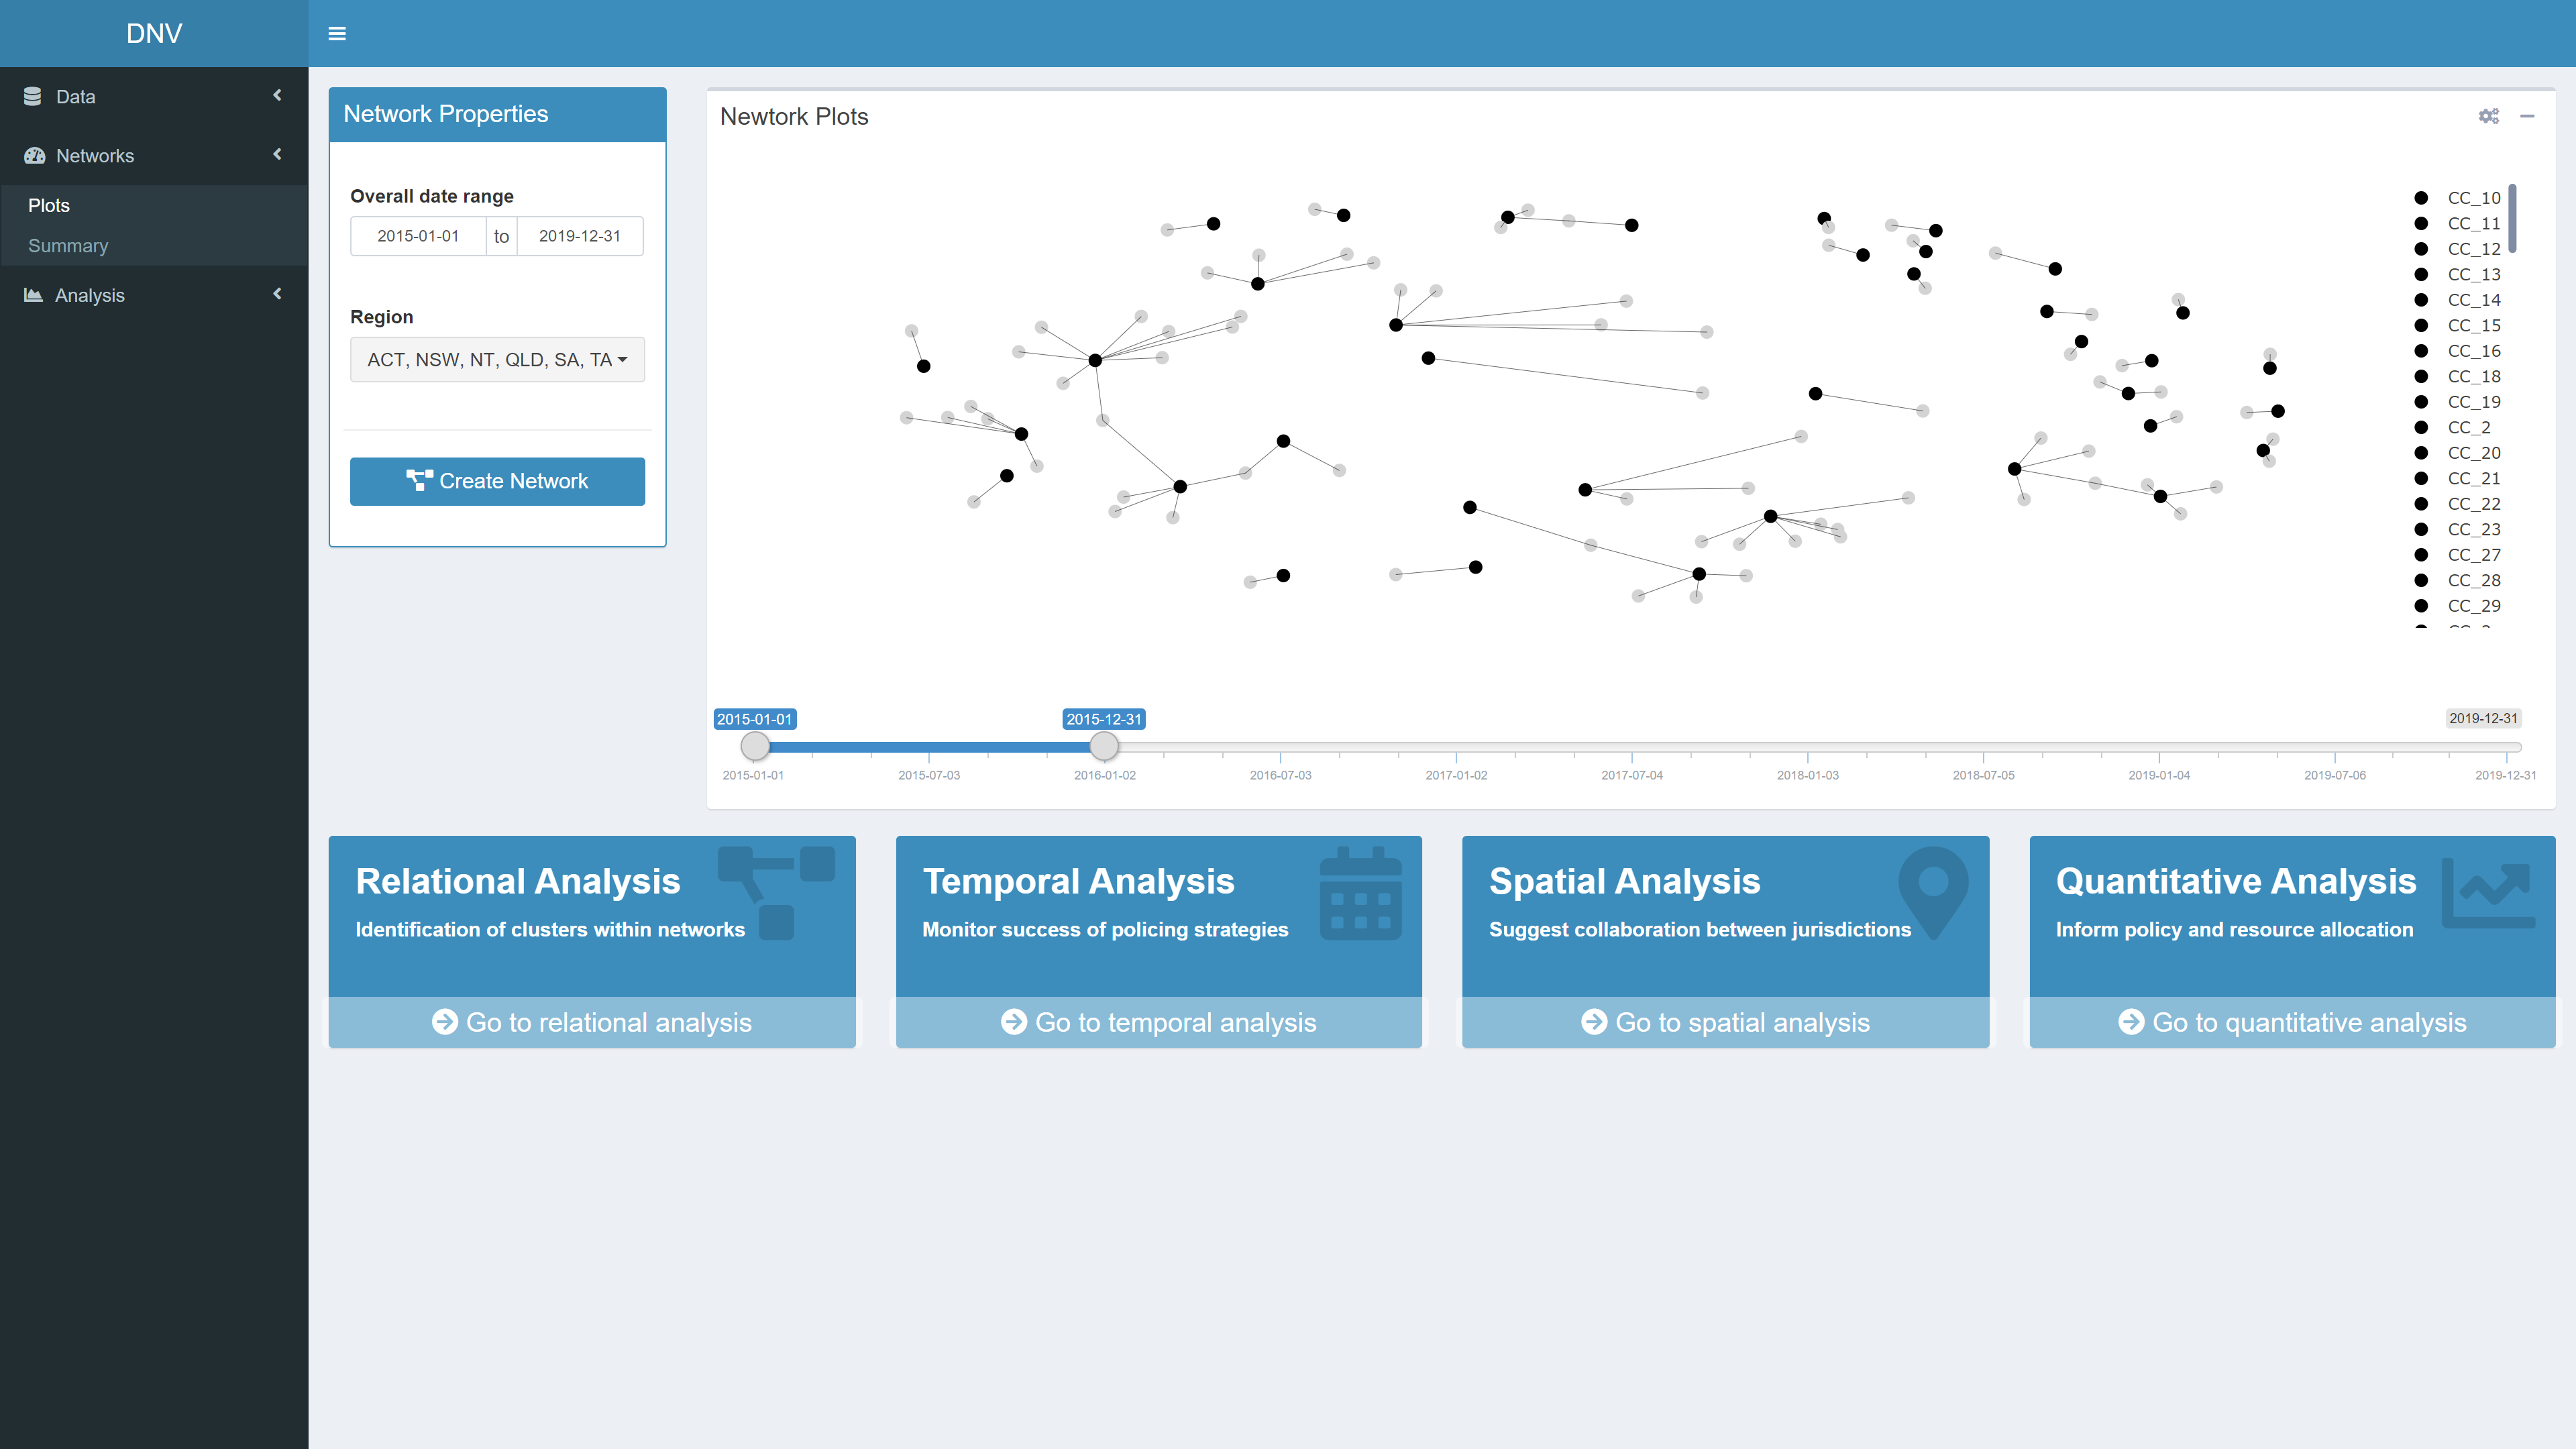 DNV
Data
Networks
Plots
Summary
Analysis
Network Properties
Overall date range
2015-01-01 to 2019-12-31
Region
ACT, NSW, NT, QLD, SA, TA
Create Network
Newtork Plots
CC_10
CC_11
CC_12
CC_13
CC_14
CC_15
CC_16
CC_18
CC_19
CC_2
CC_20
CC_21
CC_22
CC_23
CC_27
CC_28
CC_29
2015-01-01 2015-12-31 2019-12-31
2015-01-01 2015-07-03 2016-01-02 2016-07-03 2017-01-02 2017-07-04 2018-01-03 2018-07-05 2019-01-04 2019-07-06 2019-12-31
Relational Analysis
Identification of clusters within networks
Go to relational analysis
Temporal Analysis
Monitor success of policing strategies
Go to temporal analysis
Spatial Analysis
Suggest collaboration between jurisdictions
Go to spatial analysis
Quantitative Analysis
Inform policy and resource allocation
Go to quantitative analysis